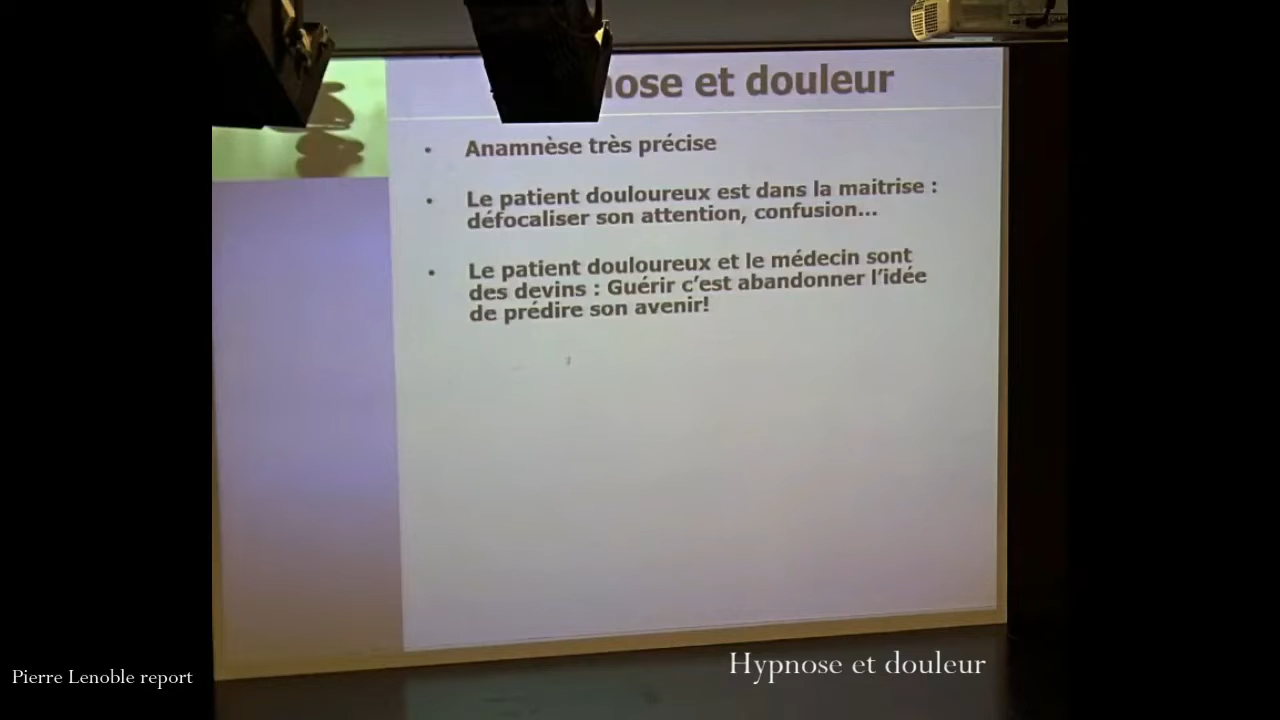 nose et douleur
• Anamnèse très précise
• Le patient douloureux est dans la maitrise :
défocaliser son attention, confusion...
• Le patient douloureux et le médecin sont
des devins : Guérir c'est abandonner l'idée
de prédire son avenir!
Hypnose et douleur
Pierre Lenoble report